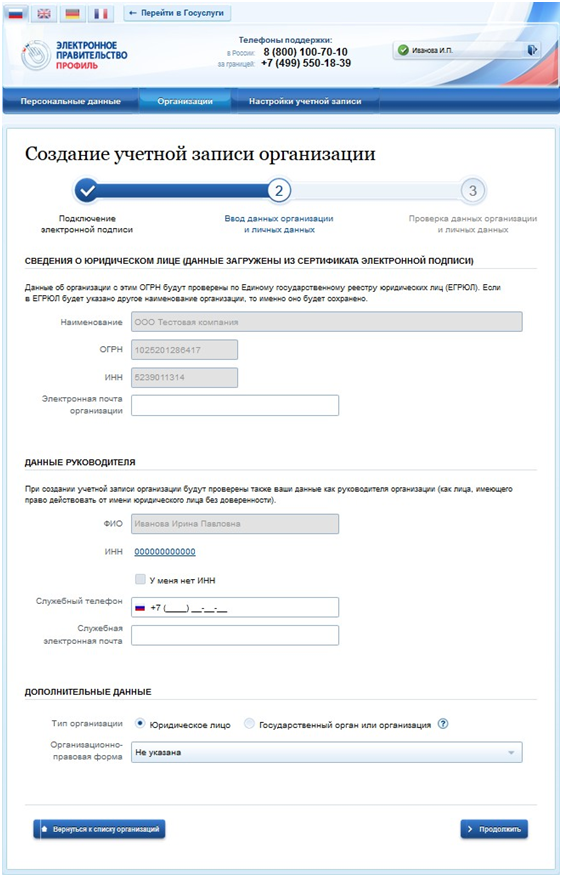 ← Перейти в Госуслуги
ЭЛЕКТРОННОЕ
ПРАВИТЕЛЬСТВО
ПРОФИЛЬ
Телефоны поддержки:
в России: 8 (800) 100-70-10
за границей: +7 (499) 550-18-39
Иванова И.П.
Персональные данные
Организации
Настройки учетной записи
Создание учетной записи организации
2
3
Подключение
электронной подписи
Ввод данных организации
и личных данных
Проверка данных организации
и личных данных
СВЕДЕНИЯ О ЮРИДИЧЕСКОМ ЛИЦЕ (ДАННЫЕ ЗАГРУЖЕНЫ ИЗ СЕРТИФИКАТА ЭЛЕКТРОННОЙ ПОДПИСИ)
Данные об организации с этим ОГРН будут проверены по Единому государственному реестру юридических лиц (ЕГРЮЛ). Если
в ЕГРЮЛ будет указано другое наименование организации, то именно оно будет сохранено.
Наименование ООО Тестовая компания
ОГРН 1025201286417
ИНН 5239011314
Электронная почта
организации
ДАННЫЕ РУКОВОДИТЕЛЯ
При создании учетной записи организации будут проверены также ваши данные как руководителя организации (как лица, имеющего
право действовать от имени юридического лица без доверенности).
ФИО Иванова Ирина Павловна
ИНН 000000000000
У меня нет ИНН
Служебный телефон +7 (____) __-__-__
Служебная
электронная почта
ДОПОЛНИТЕЛЬНЫЕ ДАННЫЕ
Тип организации Юридическое лицо Государственный орган или организация ?
Организационно-
правовая форма Не указана
Вернуться к списку организаций
Продолжить